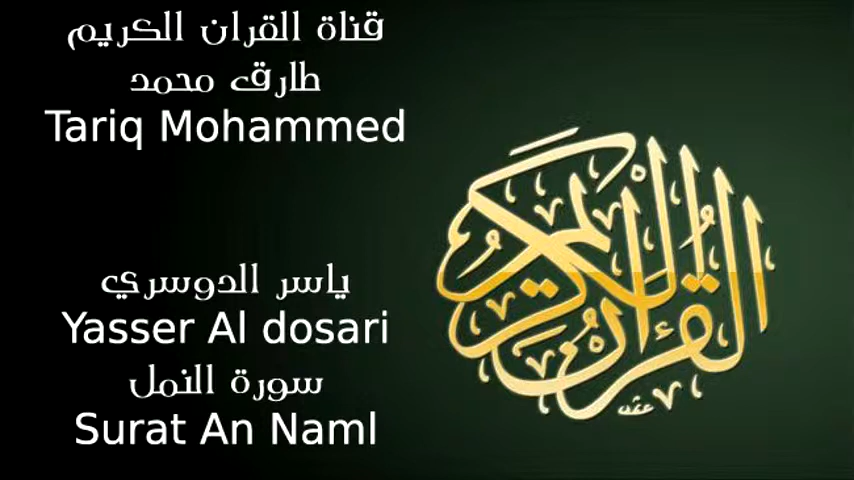 قناة القران الكريم
طارق محمد
Tariq Mohammed
ياسر الدوسري
Yasser Al dosari
سورة النمل
Surat An Naml
القرآن الكريم